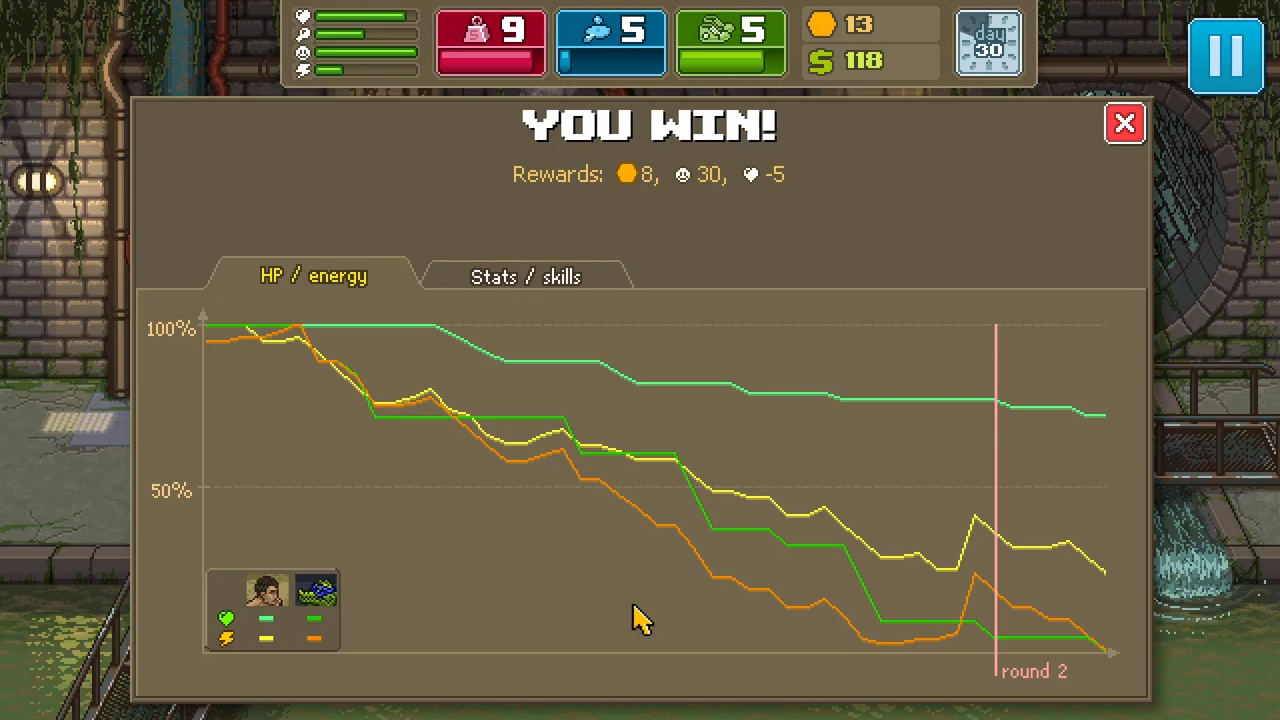 9
5
5
13
118
day
30
YOU WIN!
Rewards: 8, 30, -5
HP / energy
Stats / skills
100%
50%
round 2